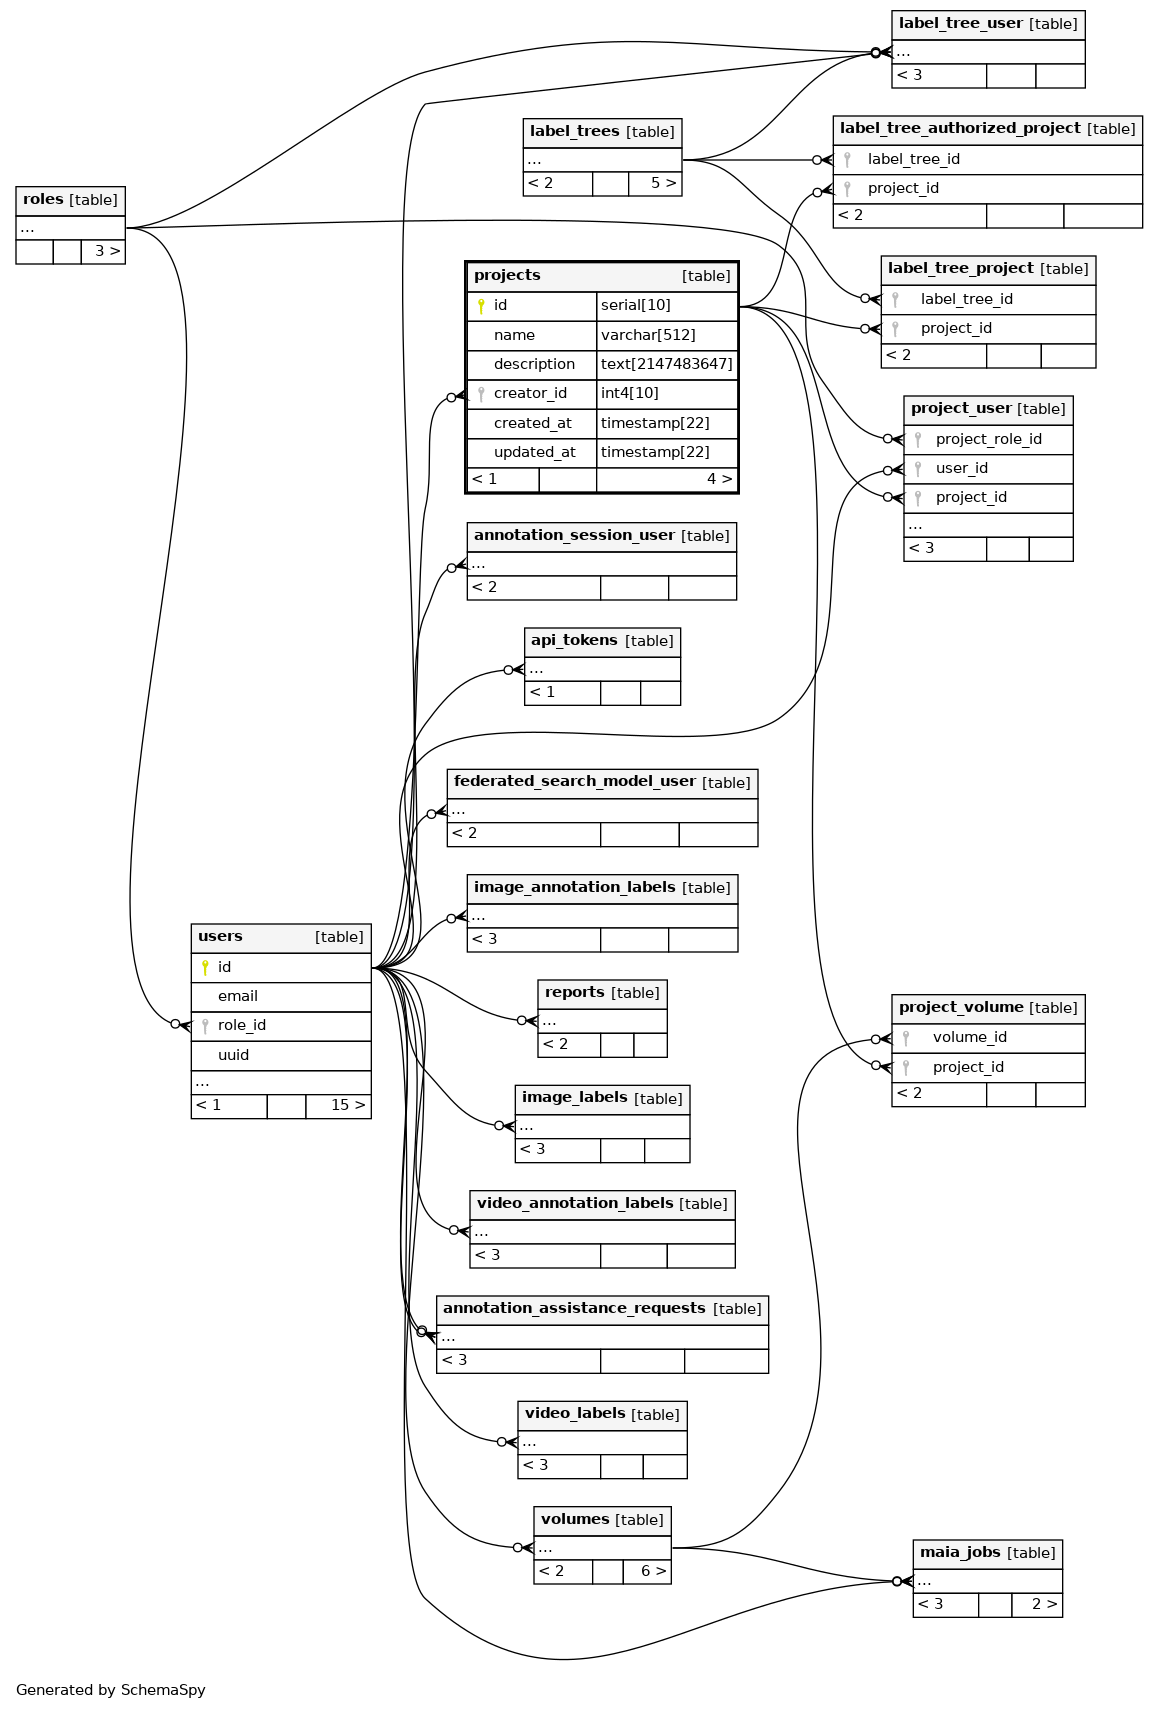 label_tree_user [table]
...
< 3
label_trees [table]
...
< 2 5 >
label_tree_authorized_project [table]
label_tree_id
project_id
< 2
roles [table]
...
3 >
label_tree_project [table]
label_tree_id
project_id
< 2
projects [table]
id serial[10]
name varchar[512]
description text[2147483647]
creator_id int4[10]
created_at timestamp[22]
updated_at timestamp[22]
< 1 4 >
project_user [table]
project_role_id
user_id
project_id
...
< 3
annotation_session_user [table]
...
< 2
api_tokens [table]
...
< 1
federated_search_model_user [table]
...
< 2
image_annotation_labels [table]
...
< 3
users [table]
id
email
role_id
uuid
...
< 1 15 >
reports [table]
...
< 2
project_volume [table]
volume_id
project_id
< 2
image_labels [table]
...
< 3
video_annotation_labels [table]
...
< 3
annotation_assistance_requests [table]
...
< 3
video_labels [table]
...
< 3
volumes [table]
...
< 2 6 >
maia_jobs [table]
...
< 3 2 >
Generated by SchemaSpy